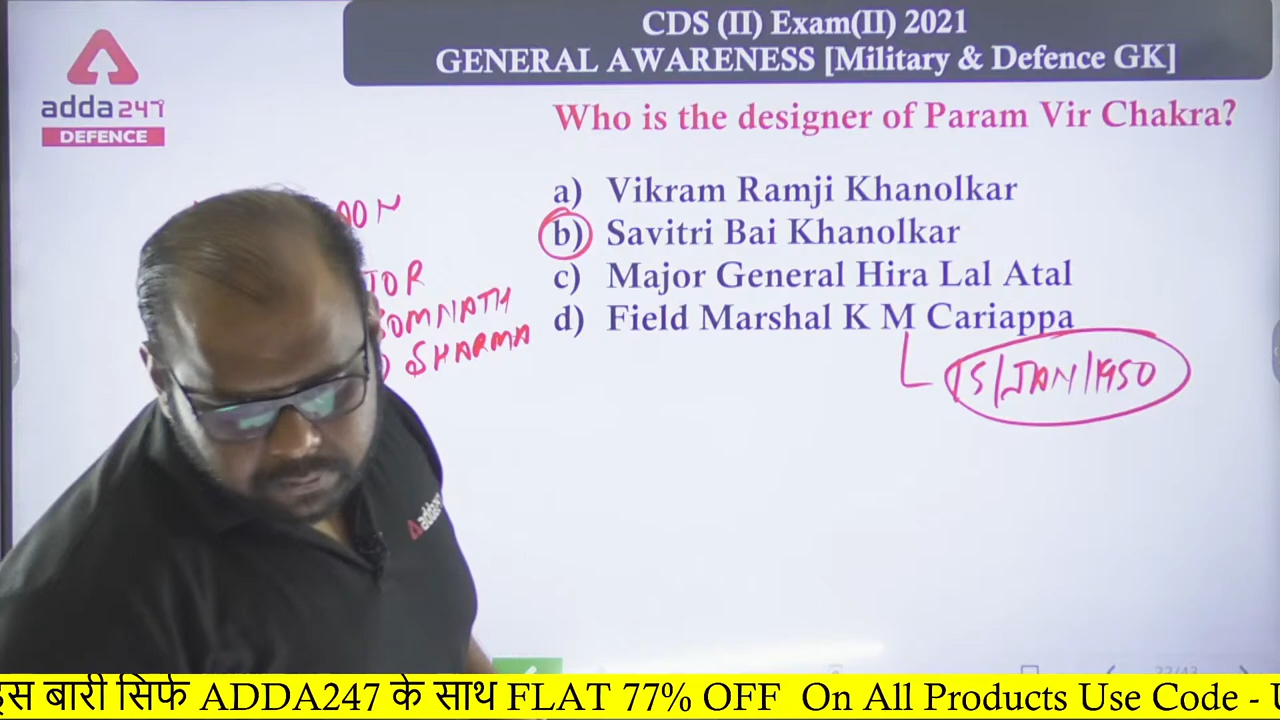 CDS (II) Exam(II) 2021
GENERAL AWARENESS [Military & Defence GK]
adda247
DEFENCE
Who is the designer of Param Vir Chakra?
a) Vikram Ramji Khanolkar
b) Savitri Bai Khanolkar
c) Major General Hira Lal Atal
d) Field Marshal K M Cariappa
SOMNATH
SHARMA
15/JAN/1950
22/43
इस बारी सिर्फ ADDA247 के साथ FLAT 77% OFF On All Products Use Code -